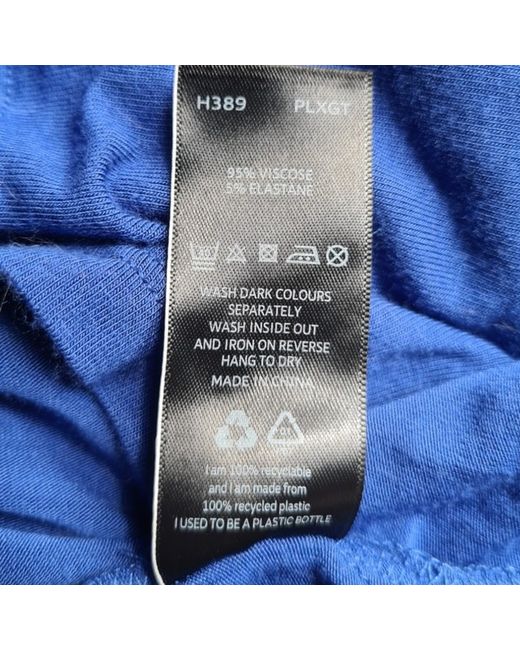 H389 PLXGT
95% VISCOSE
5% ELASTANE
WASH DARK COLOURS
SEPARATELY
WASH INSIDE OUT
AND IRON ON REVERSE
HANG TO DRY
MADE IN CHINA
I am 100% recyclable
and I am made from
100% recycled plastic
I USED TO BE A PLASTIC BOTTLE